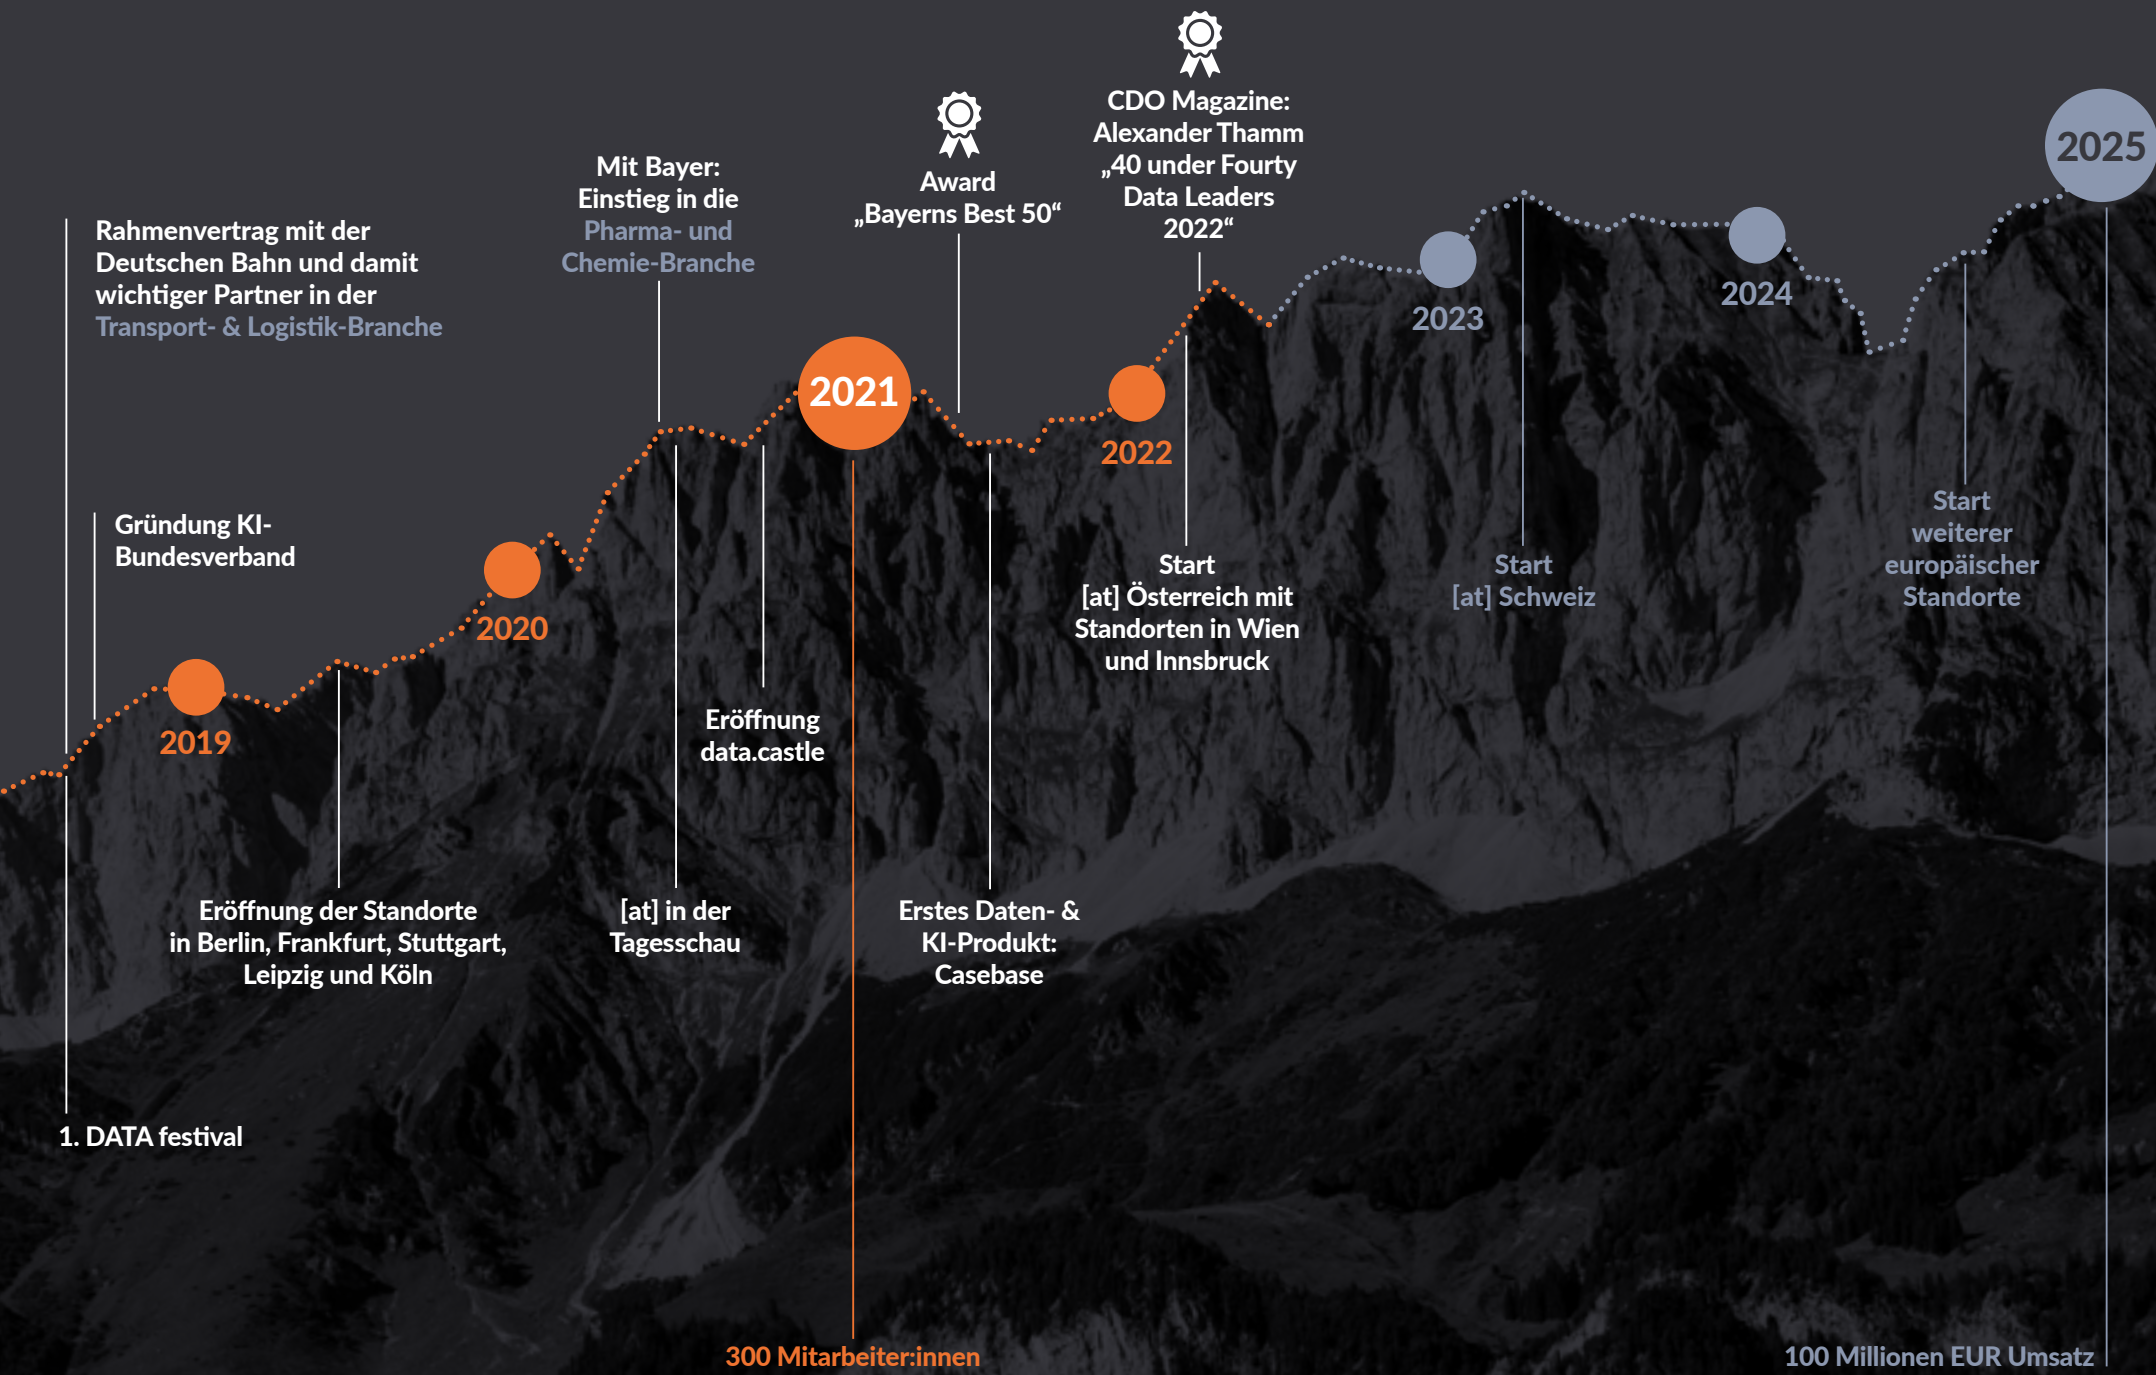 CDO Magazine:
Alexander Thamm
„40 under Fourty
Data Leaders
2022“
Award
„Bayerns Best 50“
Mit Bayer:
Einstieg in die
Pharma- und
Chemie-Branche
Rahmenvertrag mit der
Deutschen Bahn und damit
wichtiger Partner in der
Transport- & Logistik-Branche
Gründung KI-
Bundesverband
2019
2020
2021
2022
2023
2024
2025
Eröffnung data.castle
Start
[at] Österreich mit
Standorten in Wien
und Innsbruck
Start
[at] Schweiz
Start
weiterer
europäischer
Standorte
Eröffnung der Standorte
in Berlin, Frankfurt, Stuttgart,
Leipzig und Köln
[at] in der
Tagesschau
Erstes Daten- &
KI-Produkt:
Casebase
1. DATA festival
300 Mitarbeiter:innen
100 Millionen EUR Umsatz